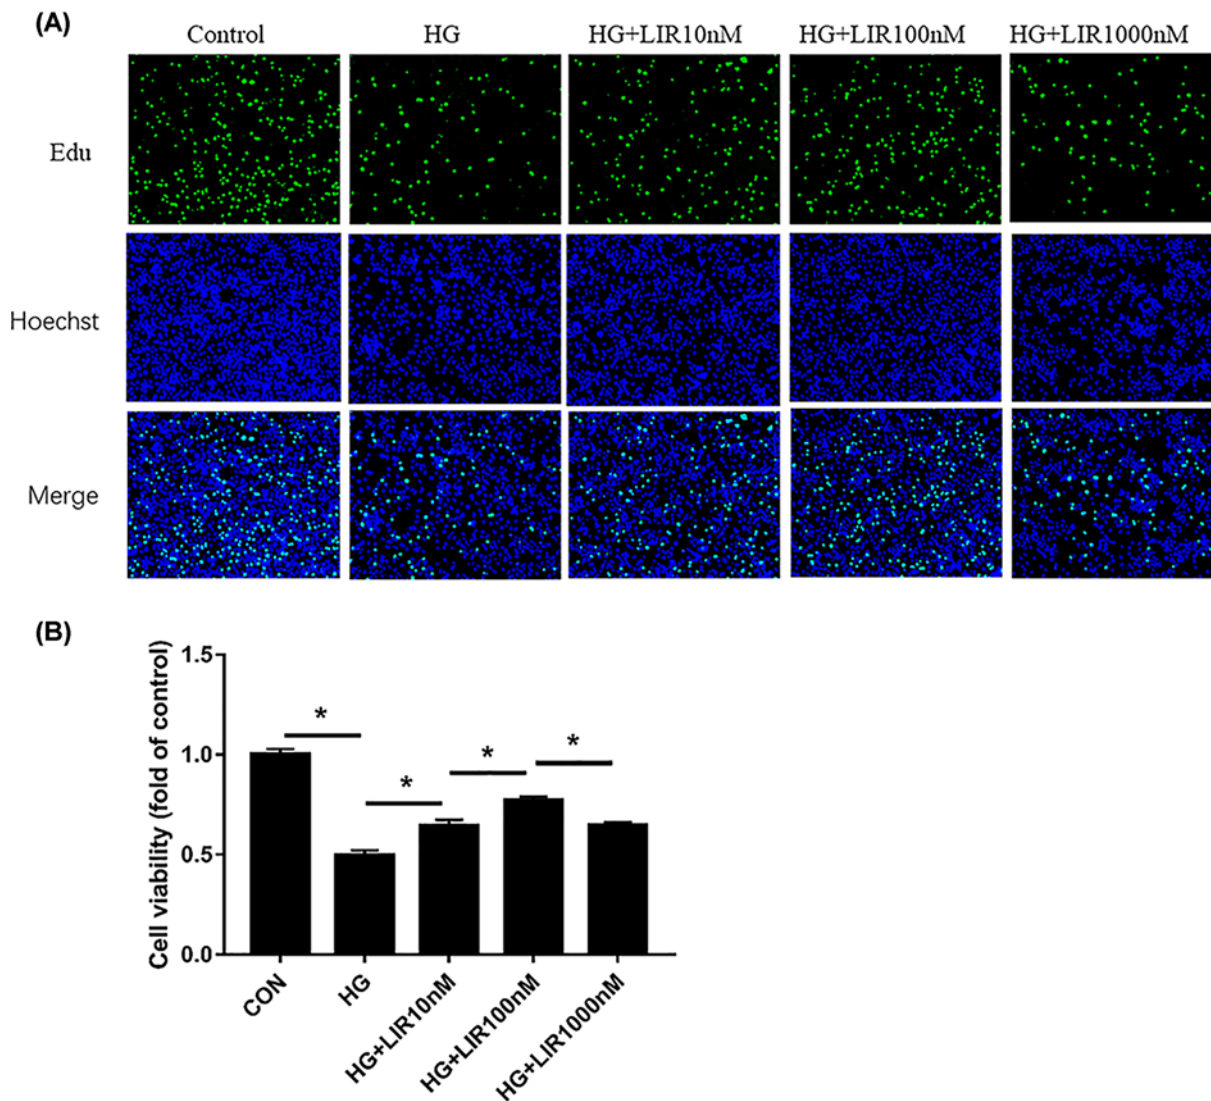 (A)
Control HG HG+LIR10nM HG+LIR100nM HG+LIR1000nM
Edu
Hoechst
Merge
(B)
Cell viability (fold of control)
1.5
1.0
0.5
0.0
* * * *
CON HG HG+LIR10nM HG+LIR100nM HG+LIR1000nM